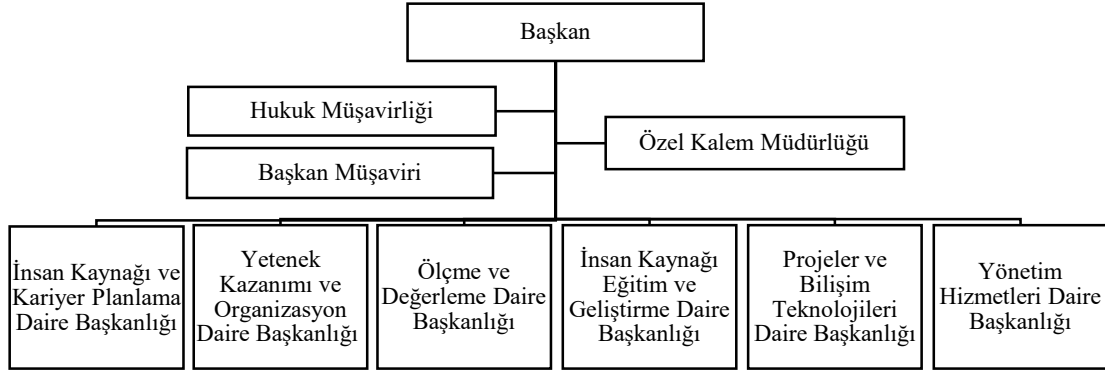 Başkan
Hukuk Müşavirliği
Özel Kalem Müdürlüğü
Başkan Müşaviri
İnsan Kaynağı ve
Kariyer Planlama
Daire Başkanlığı
Yetenek
Kazanımı ve
Organizasyon
Daire Başkanlığı
Ölçme ve
Değerleme Daire
Başkanlığı
İnsan Kaynağı
Eğitim ve
Geliştirme Daire
Başkanlığı
Projeler ve
Bilişim
Teknolojileri
Daire Başkanlığı
Yönetim
Hizmetleri Daire
Başkanlığı